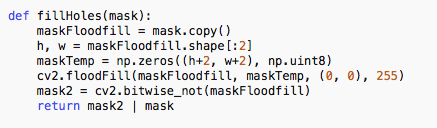 def fillHoles(mask):
    maskFloodfill = mask.copy()
    h, w = maskFloodfill.shape[:2]
    maskTemp = np.zeros((h+2, w+2), np.uint8)
    cv2.floodFill(maskFloodfill, maskTemp, (0, 0), 255)
    mask2 = cv2.bitwise_not(maskFloodfill)
    return mask2 | mask